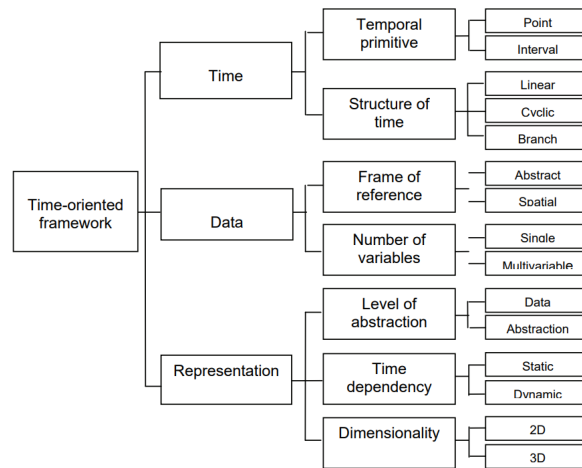 Time-oriented
framework
Time
Data
Representation
Temporal
primitive
Structure of
time
Frame of
reference
Number of
variables
Level of
abstraction
Time
dependency
Dimensionality
Point
Interval
Linear
Cyclic
Branch
Abstract
Spatial
Single
Multivariable
Data
Abstraction
Static
Dynamic
2D
3D